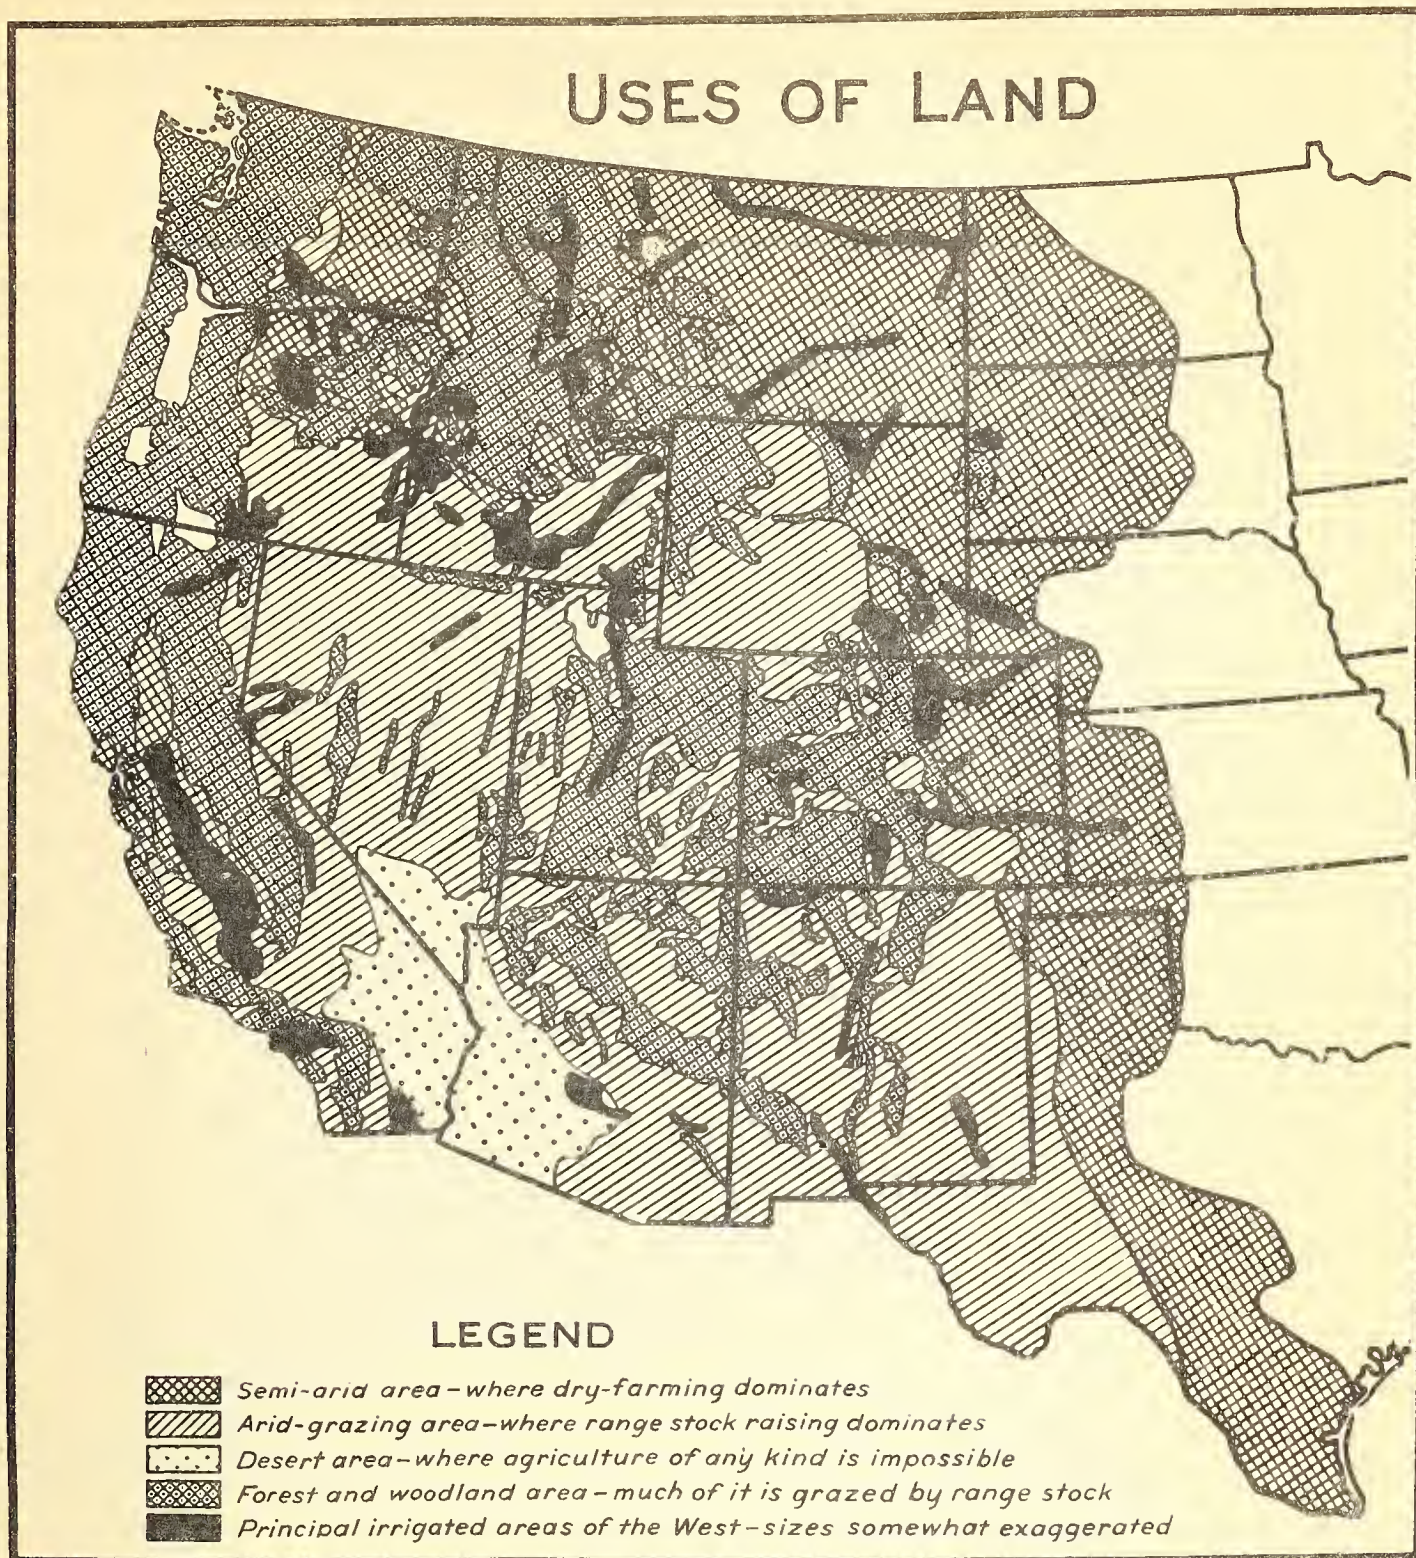 USES OF LAND
LEGEND
Semi-arid area—where dry-farming dominates
Arid-grazing area—where range stock raising dominates
Desert area—where agriculture of any kind is impossible
Forest and woodland area—much of it is grazed by range stock
Principal irrigated areas of the West—sizes somewhat exaggerated